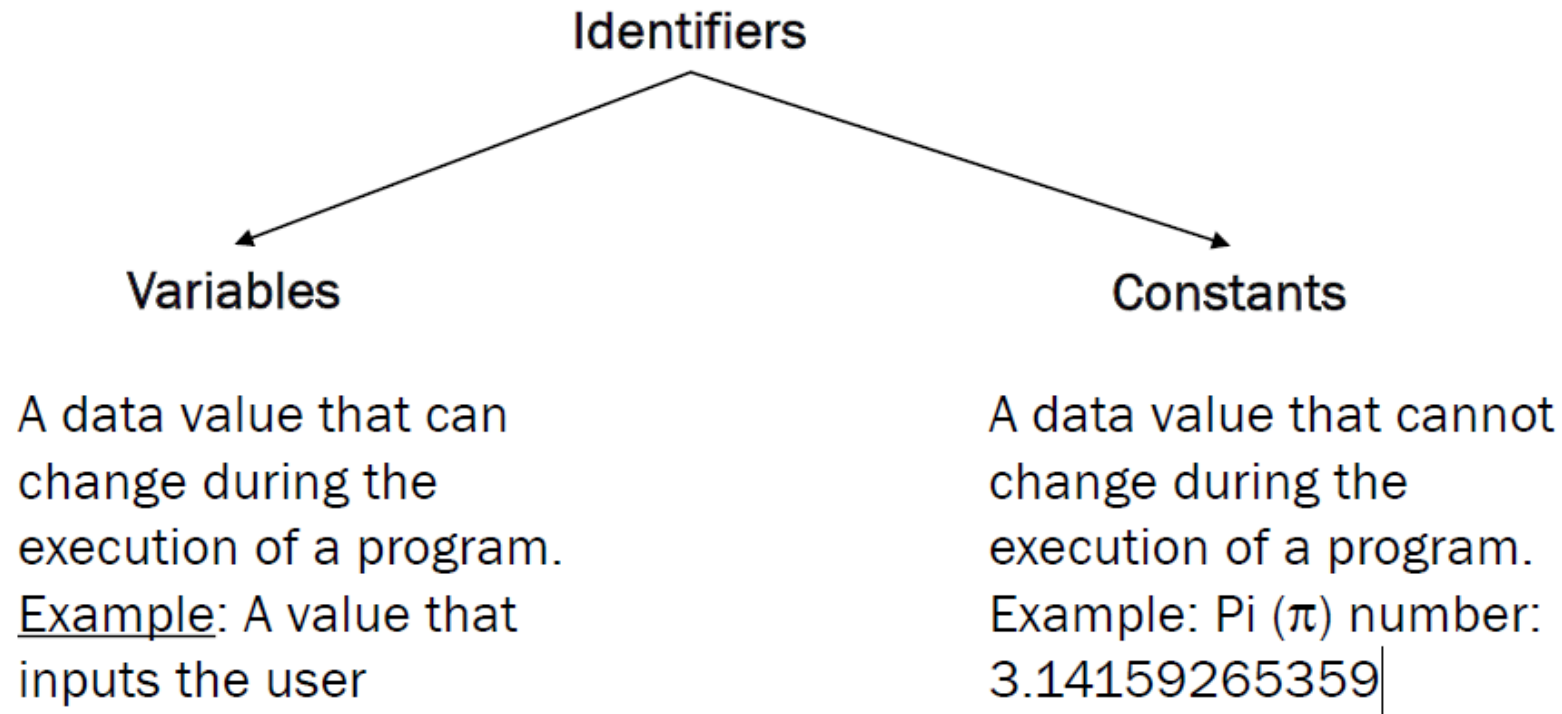 Identifiers
Variables
Constants
A data value that can
change during the
execution of a program.
Example: A value that
inputs the user
A data value that cannot
change during the
execution of a program.
Example: Pi (π) number:
3.14159265359